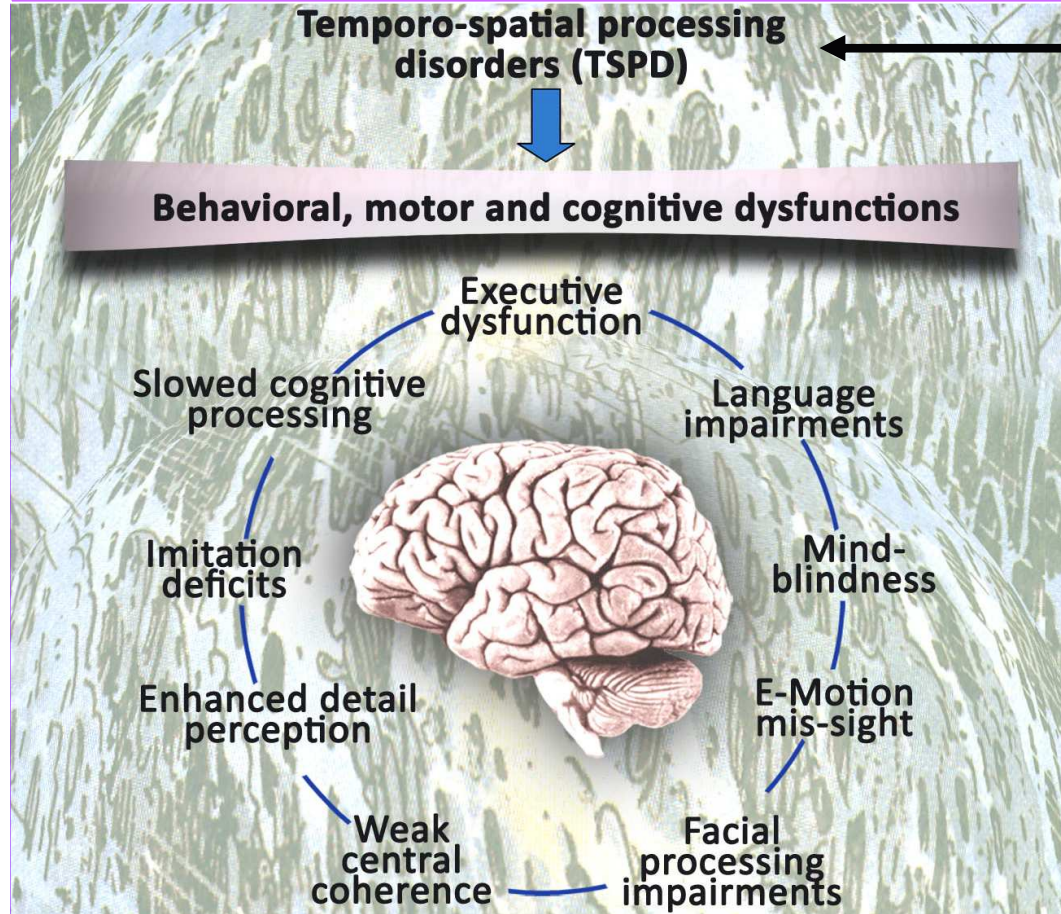 Temporo-spatial processing
disorders (TSPD)
Behavioral, motor and cognitive dysfunctions
Executive
dysfunction
Slowed cognitive
processing
Language
impairments
Imitation
deficits
Mind-
blindness
Enhanced detail
perception
E-Motion
mis-sight
Weak
central
coherence
Facial
processing
impairments